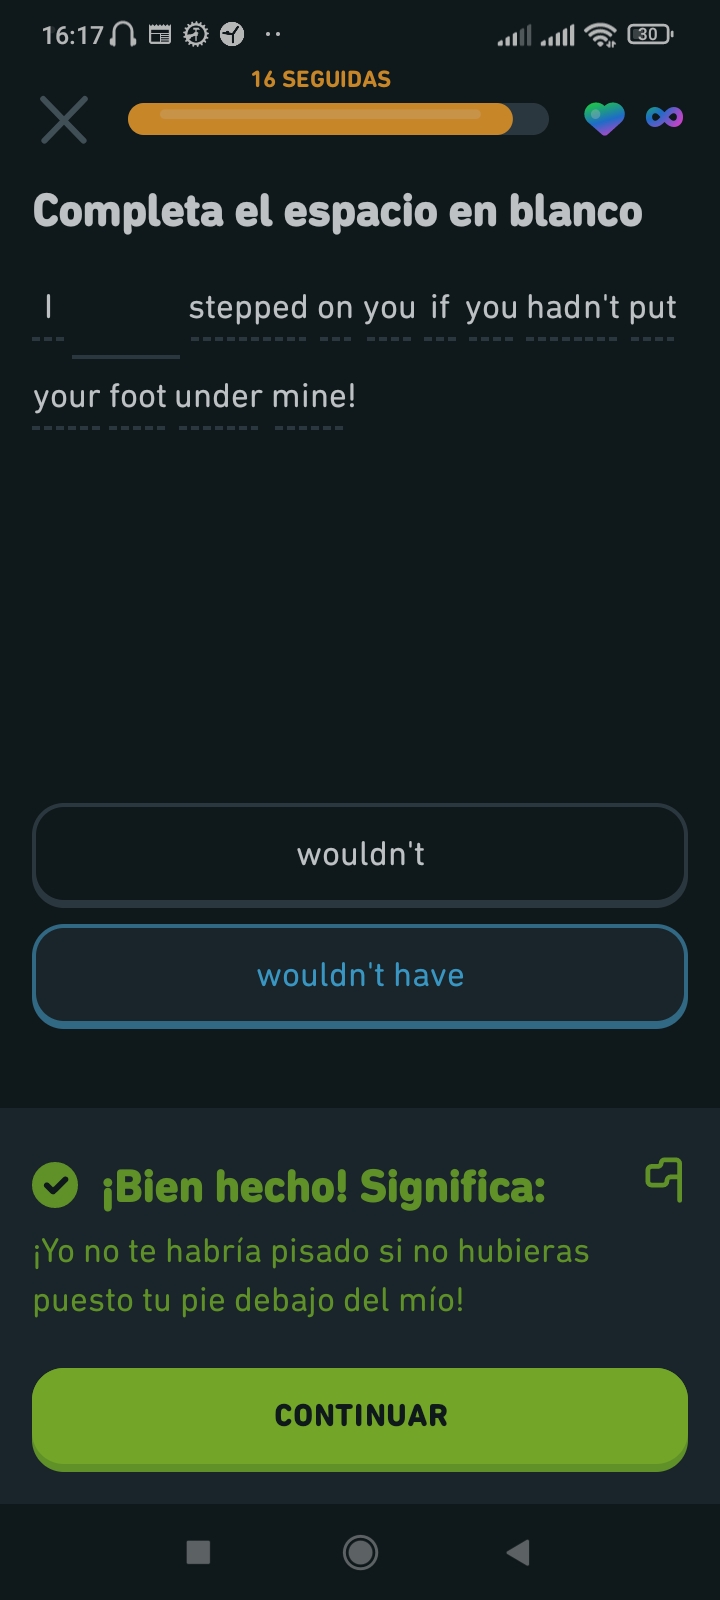 16:17
30
16 SEGUIDAS
Completa el espacio en blanco
I stepped on you if you hadn't put
your foot under mine!
wouldn't
wouldn't have
¡Bien hecho! Significa:
¡Yo no te habría pisado si no hubieras
puesto tu pie debajo del mío!
CONTINUAR